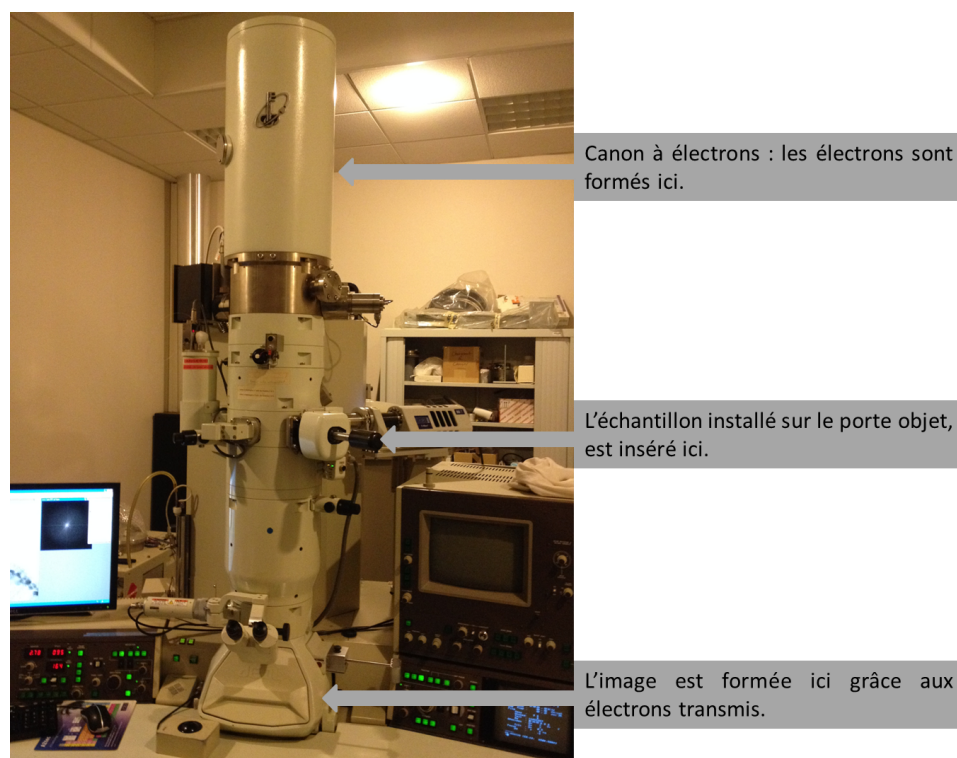 Canon à électrons : les électrons sont
formés ici.
L'échantillon installé sur le porte objet,
est inséré ici.
L'image est formée ici grâce aux
électrons transmis.